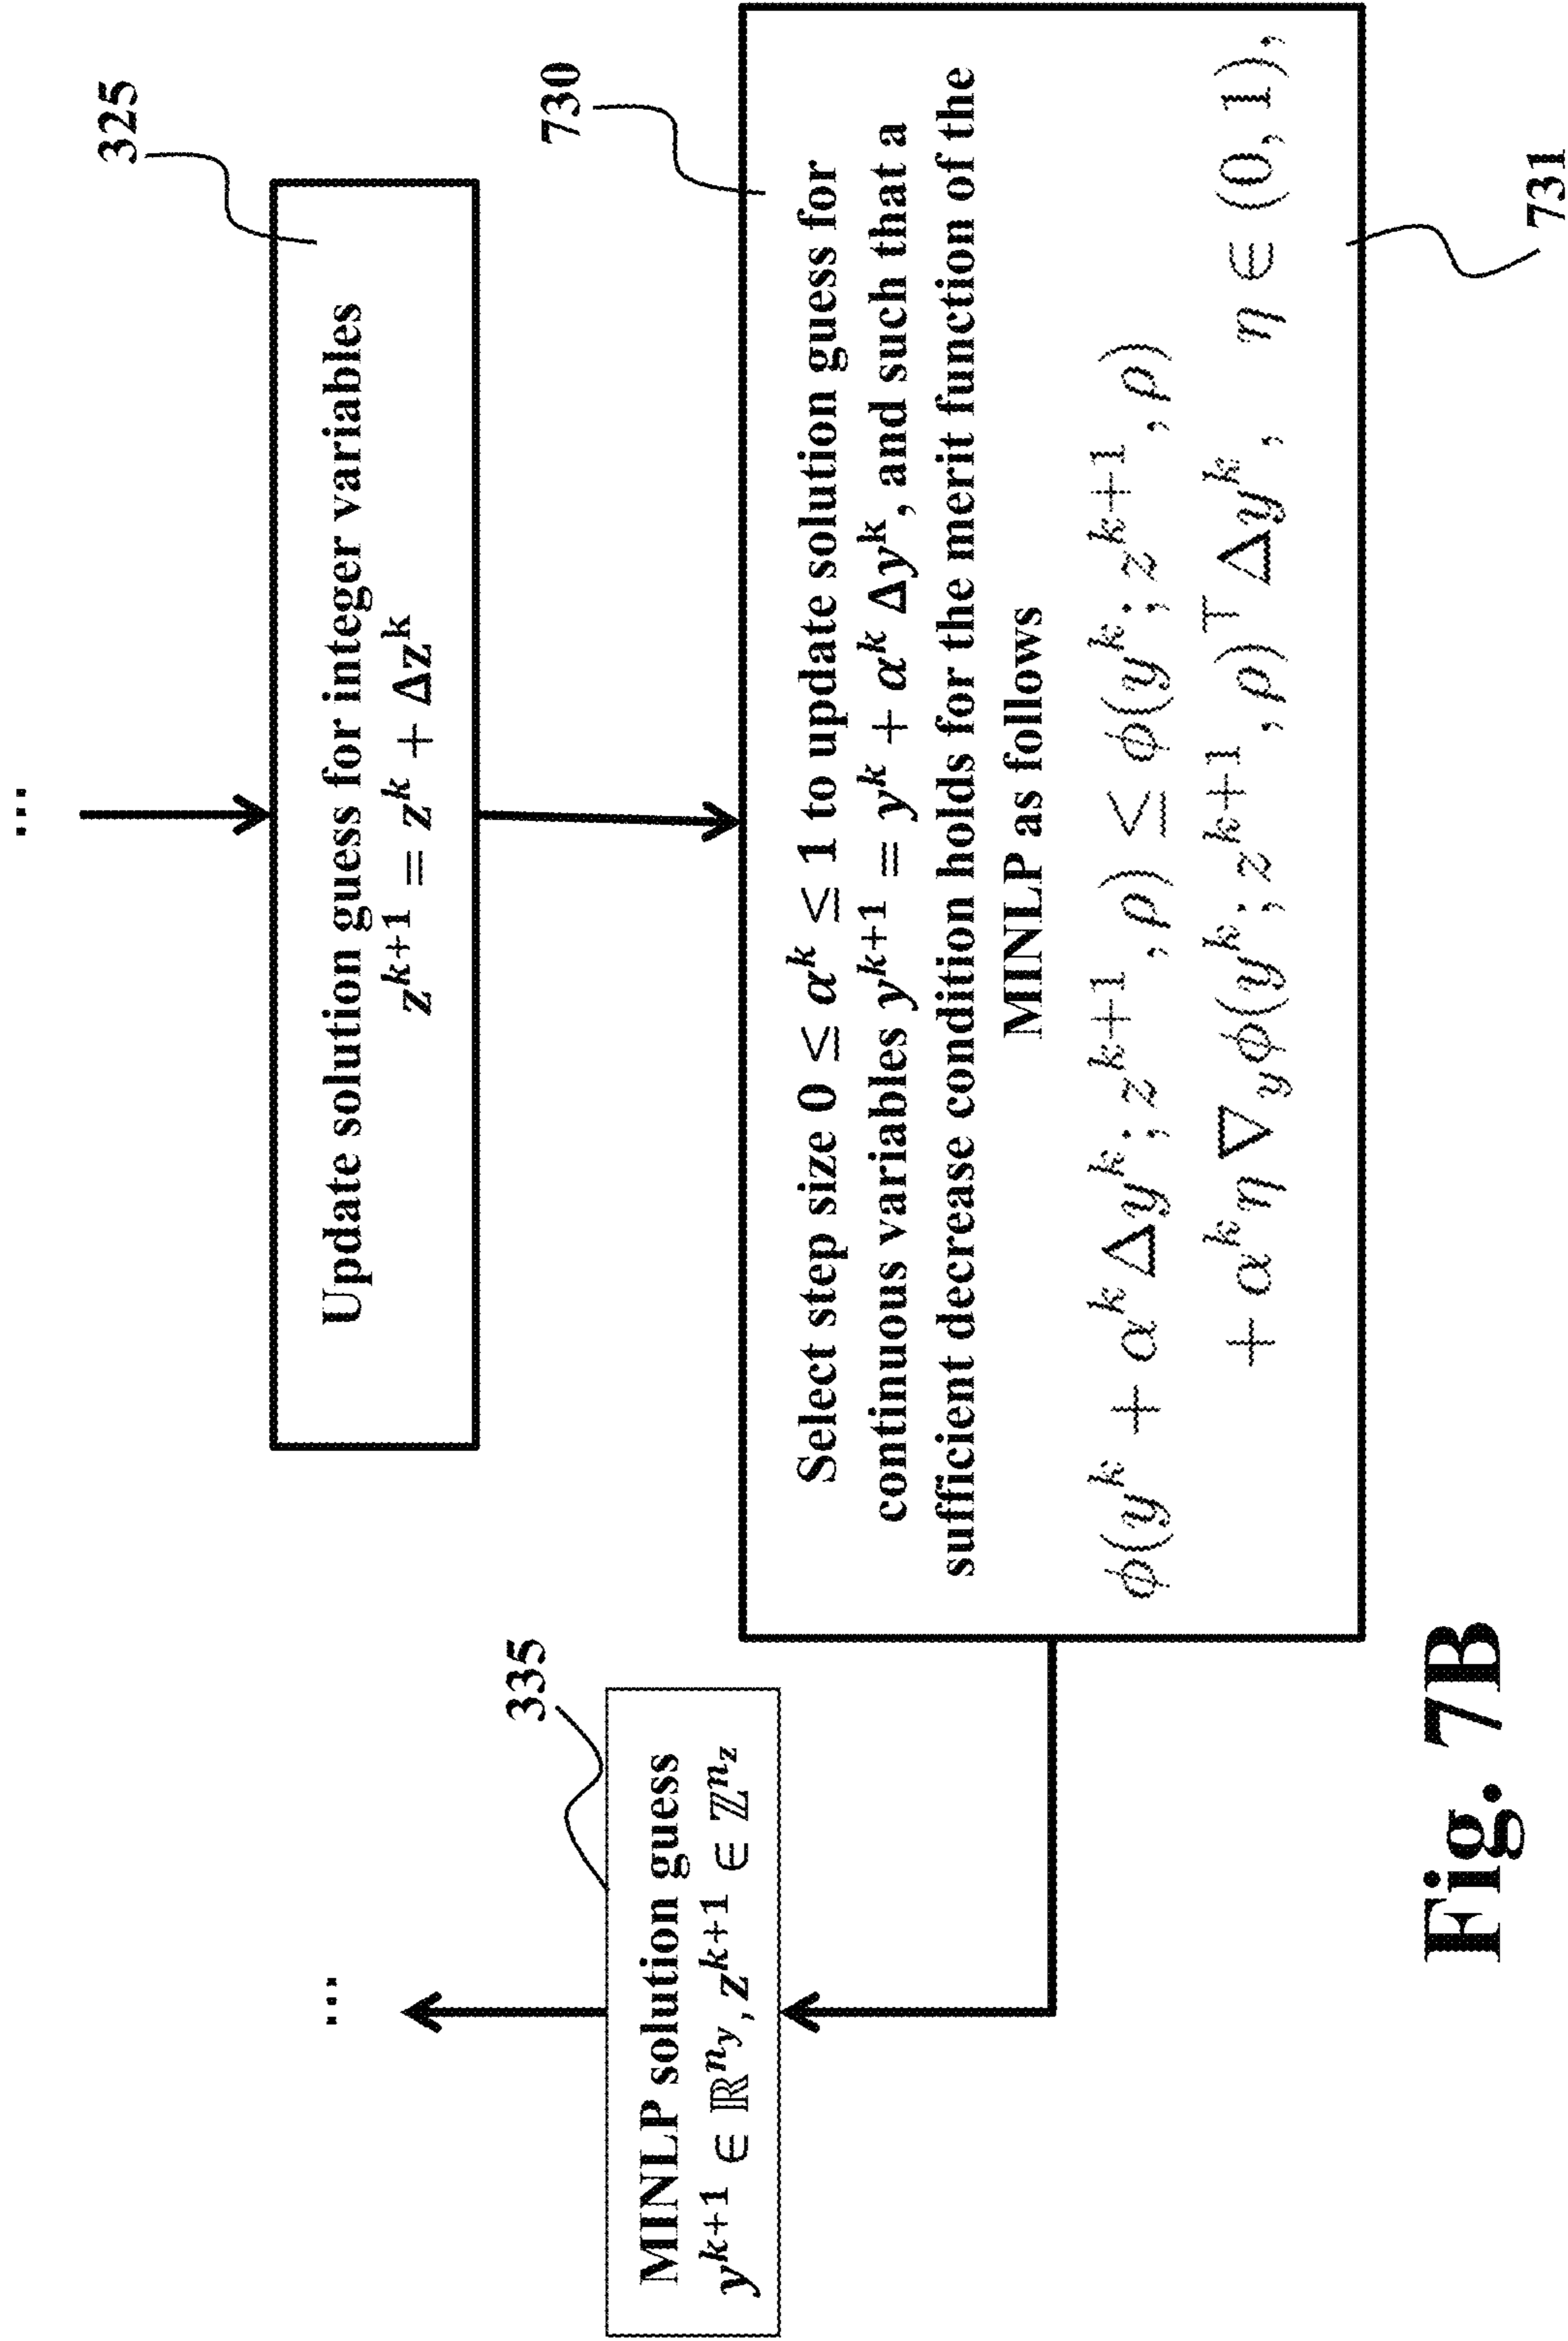 ...
325
Update solution guess for integer variables
z^{k+1} = z^k + Δz^k
730
Select step size 0 ≤ α^k ≤ 1 to update solution guess for
continuous variables y^{k+1} = y^k + α^k Δy^k, and such that a
sufficient decrease condition holds for the merit function of the
MINLP as follows
ϕ(y^k + α^k Δy^k; z^{k+1}, ρ) ≤ ϕ(y^k; z^{k+1}, ρ)
+ α^k η ∇_y ϕ(y^k; z^{k+1}, ρ)^⊤ Δy^k, η ∈ (0, 1),
731
...
335
MINLP solution guess
y^{k+1} ∈ ℝ^{n_y}, z^{k+1} ∈ ℤ^{n_z}
Fig. 7B